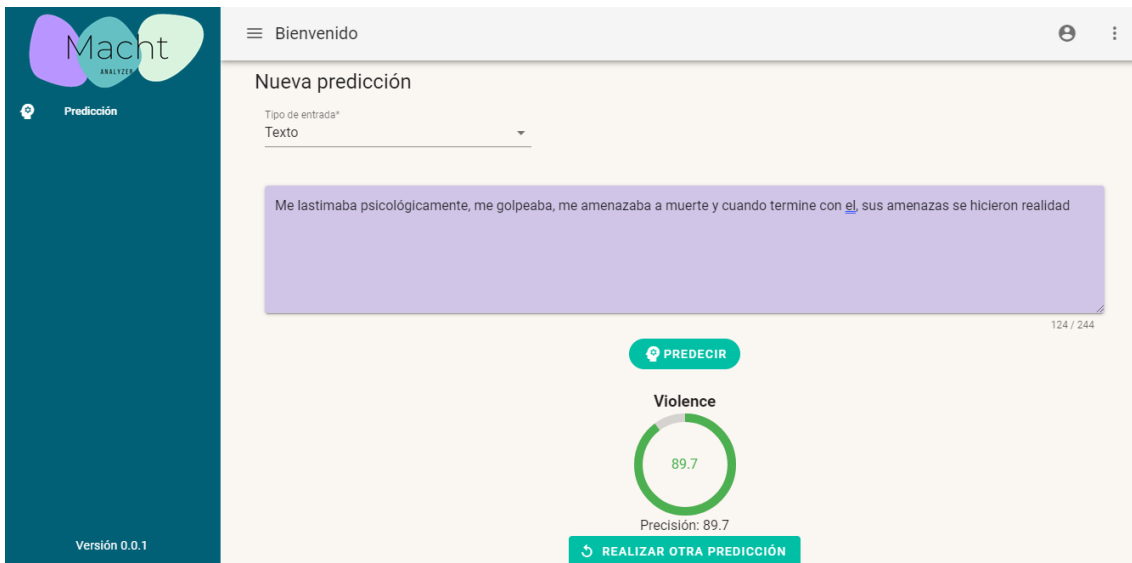 Macht
ANALYZER
Bienvenido
Predicción
Nueva predicción
Tipo de entrada*
Texto
Me lastimaba psicológicamente, me golpeaba, me amenazaba a muerte y cuando termine con el, sus amenazas se hicieron realidad
124 / 244
PREDECIR
Violence
89.7
Precisión: 89.7
REALIZAR OTRA PREDICCIÓN
Versión 0.0.1